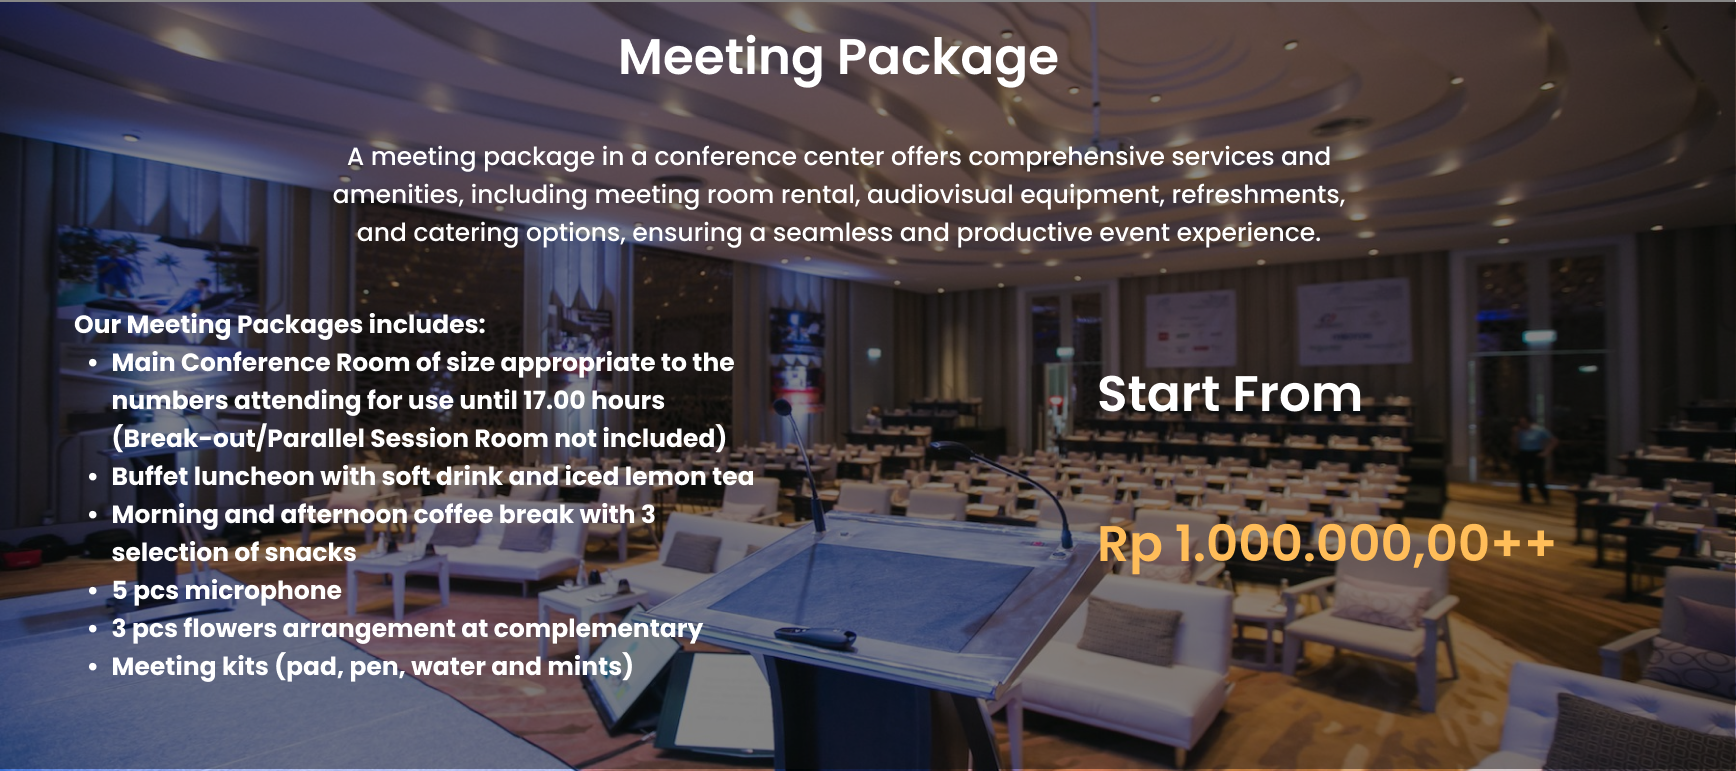 Meeting Package
A meeting package in a conference center offers comprehensive services and
amenities, including meeting room rental, audiovisual equipment, refreshments,
and catering options, ensuring a seamless and productive event experience.
Our Meeting Packages includes:
• Main Conference Room of size appropriate to the
numbers attending for use until 17.00 hours
(Break-out/Parallel Session Room not included)
• Buffet luncheon with soft drink and iced lemon tea
• Morning and afternoon coffee break with 3
selection of snacks
• 5 pcs microphone
• 3 pcs flowers arrangement at complementary
• Meeting kits (pad, pen, water and mints)
Start From
Rp 1.000.000,00++